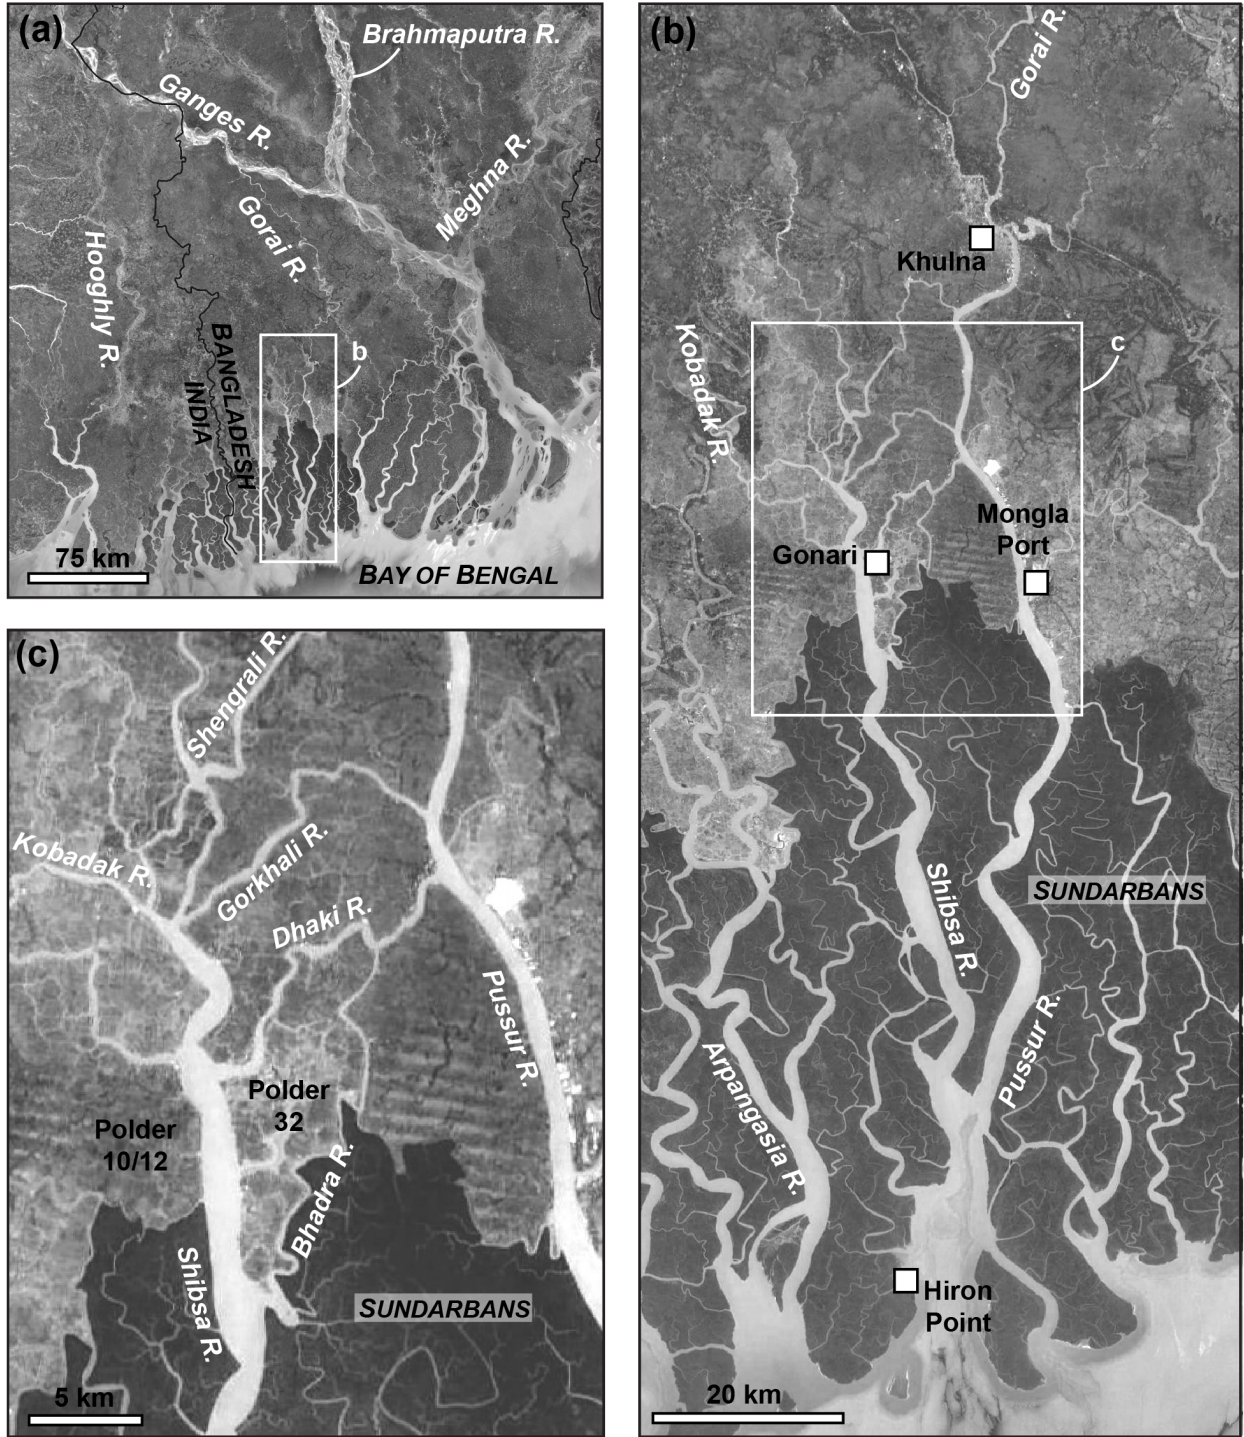 (a)
Brahmaputra R.
Ganges R.
Meghna R.
Gorai R.
Hooghly R.
BANGLADESH
INDIA
b
75 km
BAY OF BENGAL
(b)
Gorai R.
Khulna
Kobadak R.
c
Mongla
Port
Gonari
Shibsa R.
SUNDARBANS
Pussur R.
Arpangasia R.
Hiron
Point
20 km
(c)
Shengrali R.
Kobadak R.
Gorkhali R.
Dhaki R.
Pussur R.
Polder
32
Polder
10/12
Bhadra R.
Shibsa R.
SUNDARBANS
5 km